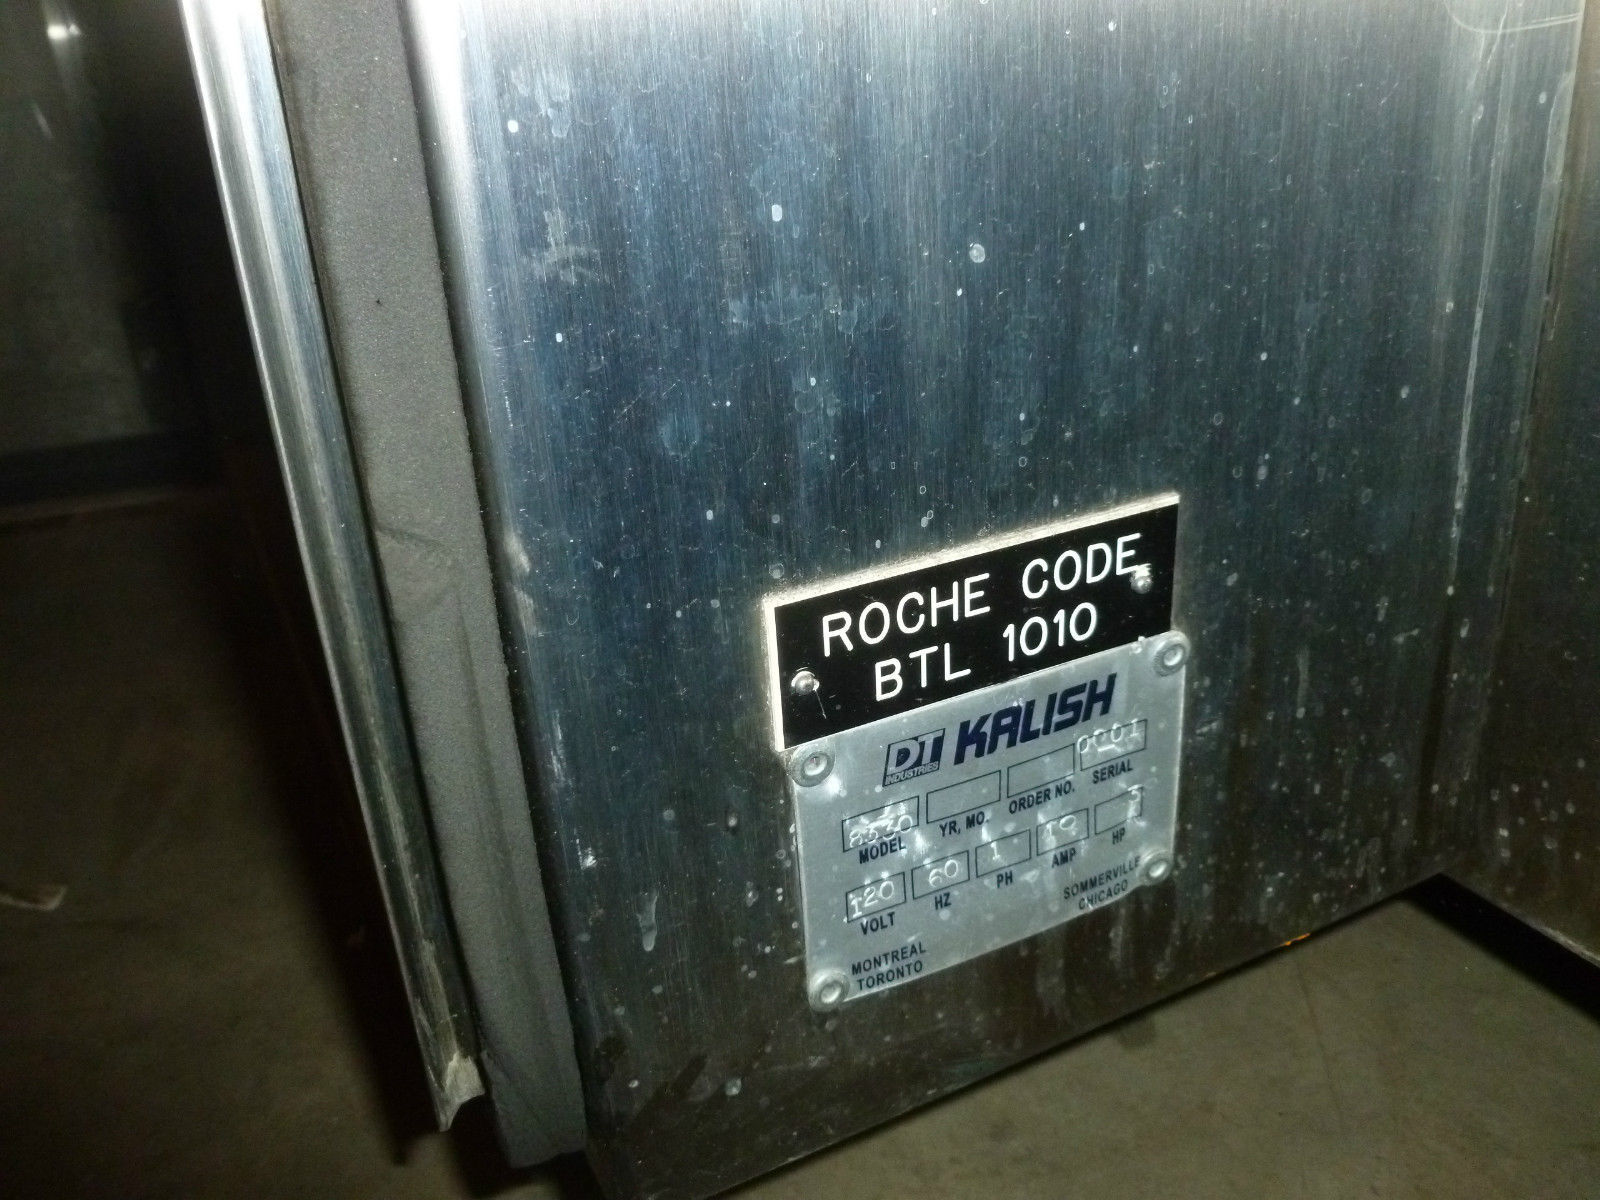 ROCHE CODE
BTL 1010
DT INDUSTRIES KALISH
0001
MODEL YR, MO. ORDER NO. SERIAL
120 60 1 10
VOLT HZ PH AMP HP
MONTREAL
TORONTO
SOMMERVILLE
CHICAGO